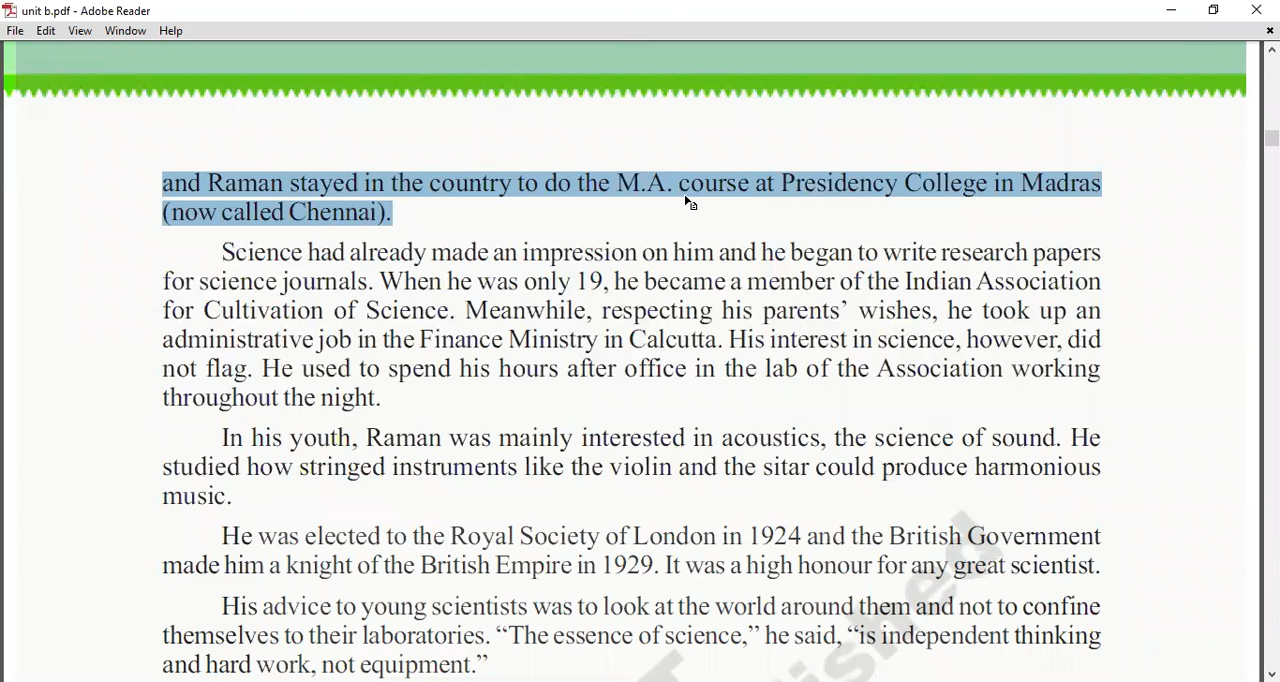 unit b.pdf - Adobe Reader
File Edit View Window Help
and Raman stayed in the country to do the M.A. course at Presidency College in Madras
(now called Chennai).
Science had already made an impression on him and he began to write research papers
for science journals. When he was only 19, he became a member of the Indian Association
for Cultivation of Science. Meanwhile, respecting his parents’ wishes, he took up an
administrative job in the Finance Ministry in Calcutta. His interest in science, however, did
not flag. He used to spend his hours after office in the lab of the Association working
throughout the night.
In his youth, Raman was mainly interested in acoustics, the science of sound. He
studied how stringed instruments like the violin and the sitar could produce harmonious
music.
He was elected to the Royal Society of London in 1924 and the British Government
made him a knight of the British Empire in 1929. It was a high honour for any great scientist.
His advice to young scientists was to look at the world around them and not to confine
themselves to their laboratories. “The essence of science,” he said, “is independent thinking
and hard work, not equipment.”